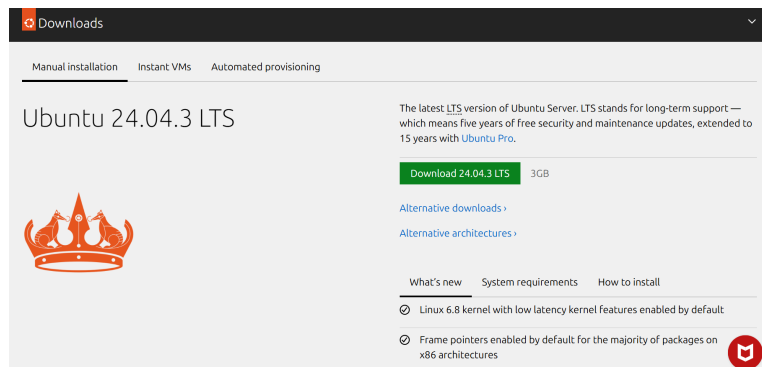 Downloads
Manual installation
Instant VMs
Automated provisioning
Ubuntu 24.04.3 LTS
The latest LTS version of Ubuntu Server. LTS stands for long-term support —
which means five years of free security and maintenance updates, extended to
15 years with Ubuntu Pro.
Download 24.04.3 LTS
3GB
Alternative downloads ›
Alternative architectures ›
What's new
System requirements
How to install
Linux 6.8 kernel with low latency kernel features enabled by default
Frame pointers enabled by default for the majority of packages on
x86 architectures